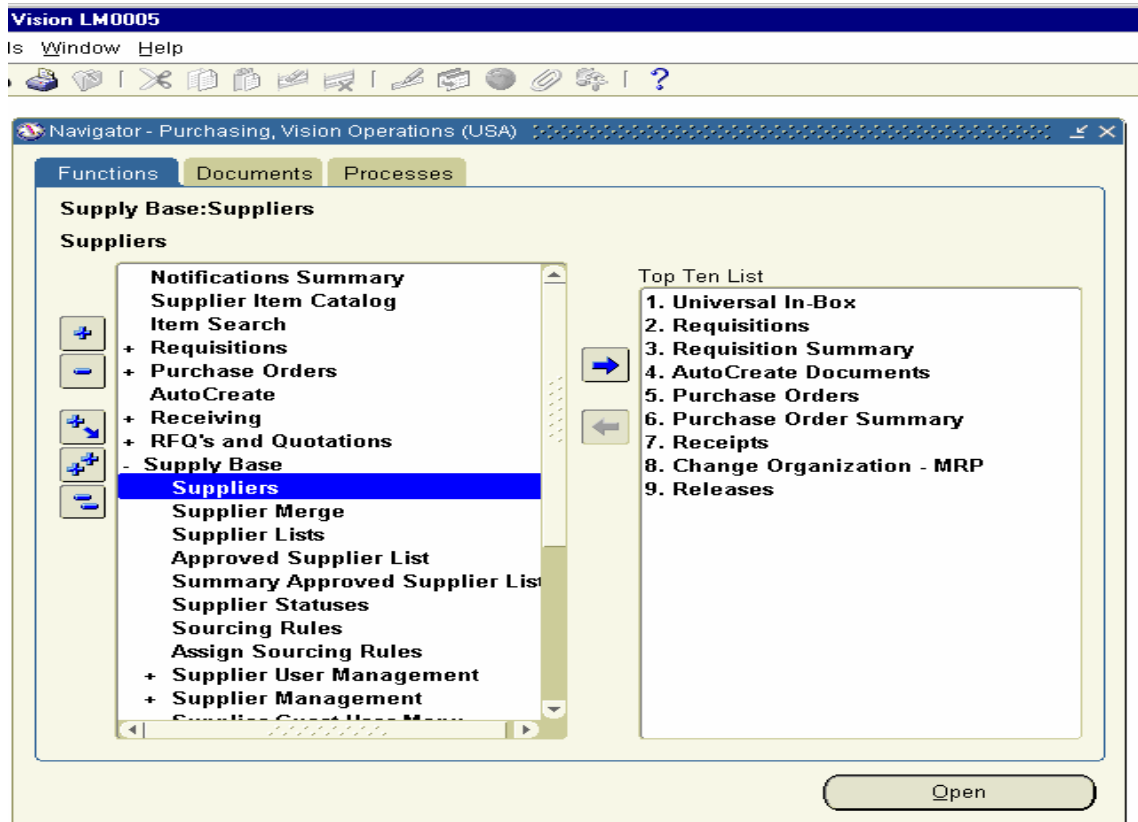 Vision LM0005
ls Window Help
?
Navigator - Purchasing, Vision Operations (USA)
Functions Documents Processes
Supply Base:Suppliers
Suppliers
Notifications Summary
Supplier Item Catalog
Item Search
+ Requisitions
+ Purchase Orders
AutoCreate
+ Receiving
+ RFQ's and Quotations
- Supply Base
Suppliers
Supplier Merge
Supplier Lists
Approved Supplier List
Summary Approved Supplier List
Supplier Statuses
Sourcing Rules
Assign Sourcing Rules
+ Supplier User Management
+ Supplier Management
Top Ten List
1. Universal In-Box
2. Requisitions
3. Requisition Summary
4. AutoCreate Documents
5. Purchase Orders
6. Purchase Order Summary
7. Receipts
8. Change Organization - MRP
9. Releases
Open